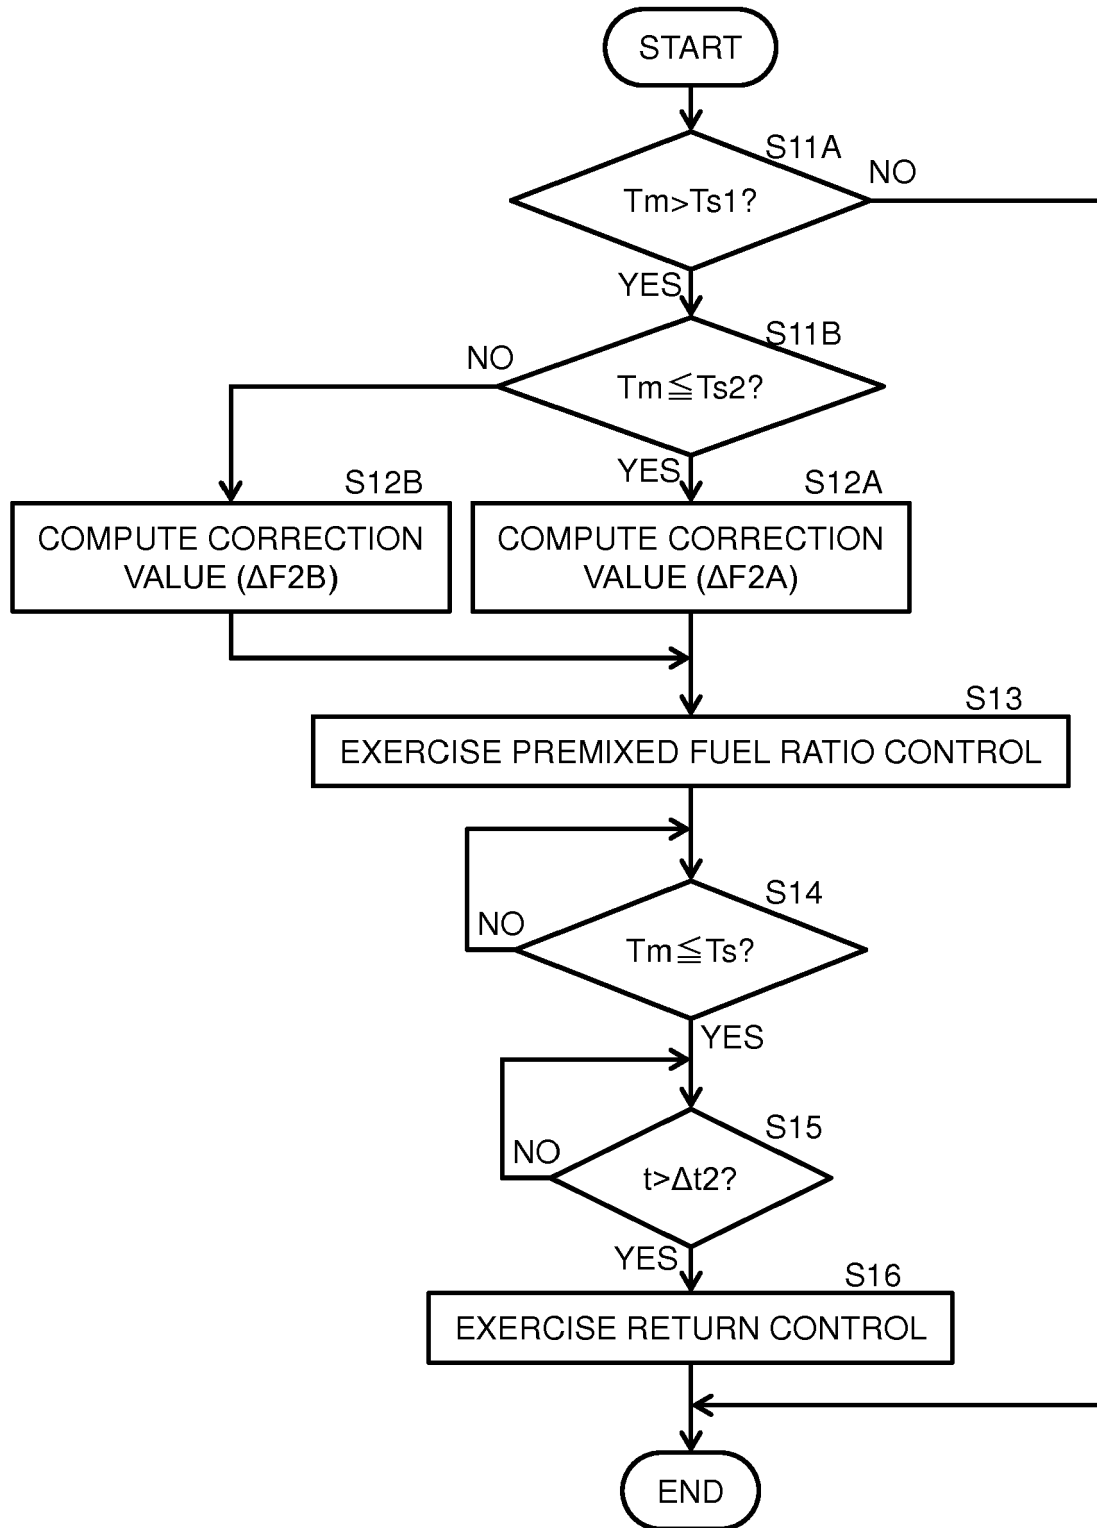 START
S11A
NO
Tm>Ts1?
YES
S11B
NO
Tm≦Ts2?
YES
S12B
S12A
COMPUTE CORRECTION
VALUE (ΔF2B)
COMPUTE CORRECTION
VALUE (ΔF2A)
S13
EXERCISE PREMIXED FUEL RATIO CONTROL
S14
NO
Tm≦Ts?
YES
S15
NO
t>Δt2?
YES
S16
EXERCISE RETURN CONTROL
END